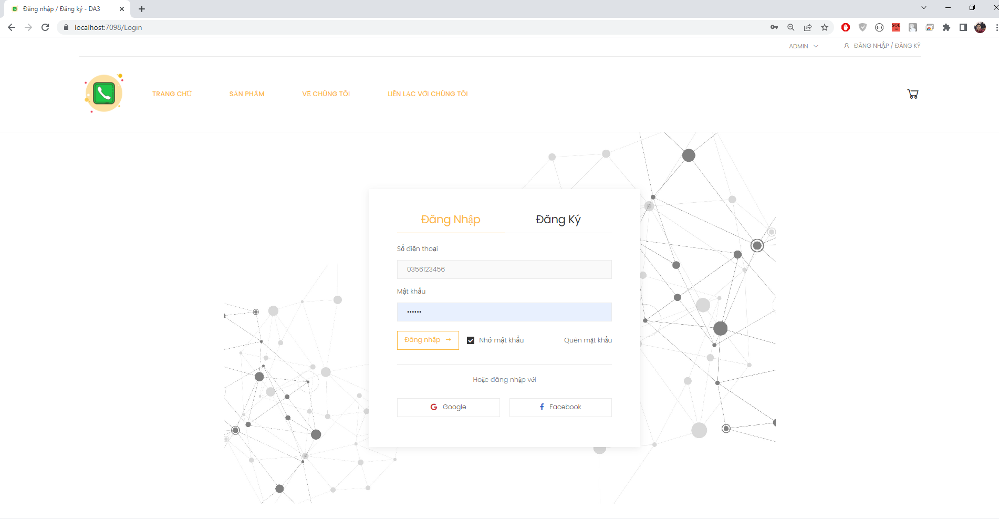 Đăng nhập / Đăng ký - DA3
localhost:7098/Login
SQL
ADMIN
ĐĂNG NHẬP / ĐĂNG KÝ
TRANG CHỦ
SẢN PHẨM
VỀ CHÚNG TÔI
LIÊN LẠC VỚI CHÚNG TÔI
Đăng Nhập
Đăng Ký
Số điện thoại
0356123456
Mật khẩu
••••••
Đăng nhập →
Nhớ mật khẩu
Quên mật khẩu
Hoặc đăng nhập với
G Google
f Facebook